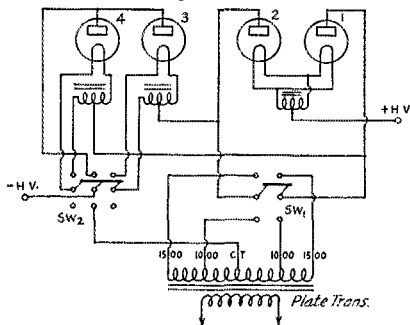 4 3 2 1
+H V
-H V.
SW₂
SW₁
1500 1000 C T 1000 1500
Plate Trans.